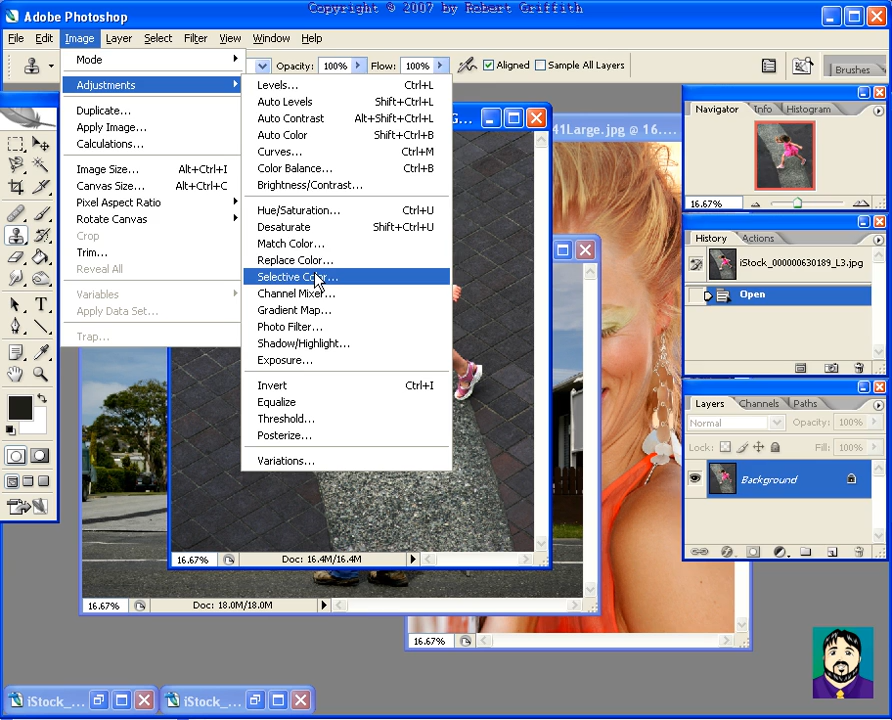 Copyright © 2007 by Robert Griffith
Adobe Photoshop
File Edit Image Layer Select Filter View Window Help
Opacity: 100% Flow: 100% Aligned Sample All Layers Brushes
Mode
Adjustments
Duplicate...
Apply Image...
Calculations...
Image Size... Alt+Ctrl+I
Canvas Size... Alt+Ctrl+C
Pixel Aspect Ratio
Rotate Canvas
Crop
Trim...
Reveal All
Variables
Apply Data Set...
Trap...
Levels... Ctrl+L
Auto Levels Shift+Ctrl+L
Auto Contrast Alt+Shift+Ctrl+L
Auto Color Shift+Ctrl+B
Curves... Ctrl+M
Color Balance... Ctrl+B
Brightness/Contrast...
Hue/Saturation... Ctrl+U
Desaturate Shift+Ctrl+U
Match Color...
Replace Color...
Selective Color...
Channel Mixer...
Gradient Map...
Photo Filter...
Shadow/Highlight...
Exposure...
Invert Ctrl+I
Equalize
Threshold...
Posterize...
Variations...
G...
41Large.jpg @ 16....
Navigator Info Histogram
16.67%
History Actions
iStock_000000630189_L3.jpg
Open
Layers Channels Paths
Normal Opacity: 100%
Lock: Fill: 100%
Background
16.67% Doc: 16.4M/16.4M
16.67% Doc: 18.0M/18.0M
16.67%
iStock_... iStock_...